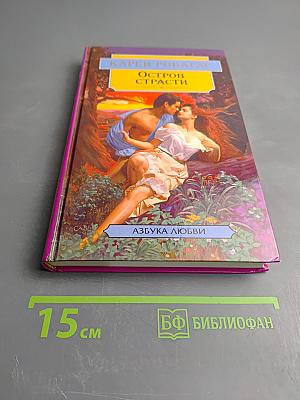 КАРЕН РОБАРДС
ОСТРОВ
СТРАСТИ
АЗБУКА ЛЮБВИ
15 см
БФ БИБЛИОФАН